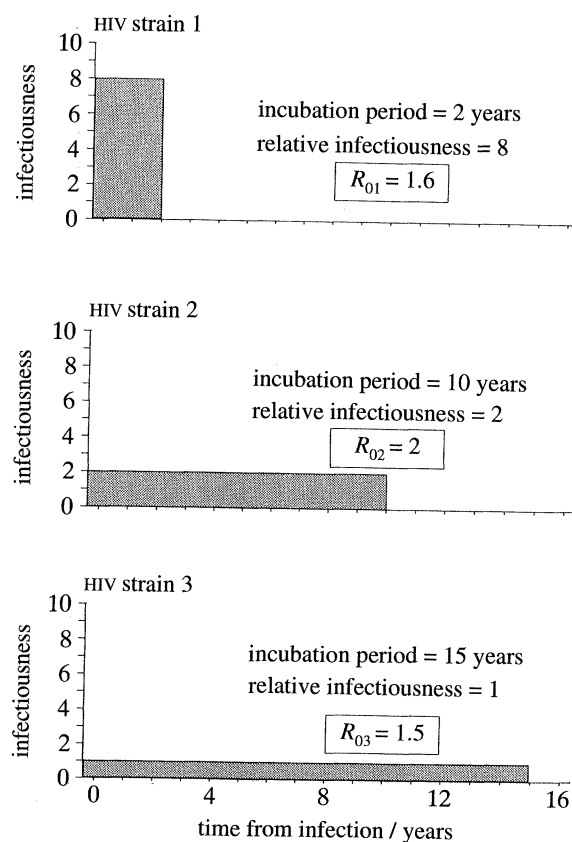 HIV strain 1
10
8
6
4
2
0
infectiousness
incubation period = 2 years
relative infectiousness = 8
R01 = 1.6
HIV strain 2
10
8
6
4
2
0
infectiousness
incubation period = 10 years
relative infectiousness = 2
R02 = 2
HIV strain 3
10
8
6
4
2
0
infectiousness
incubation period = 15 years
relative infectiousness = 1
R03 = 1.5
0 4 8 12 16
time from infection / years